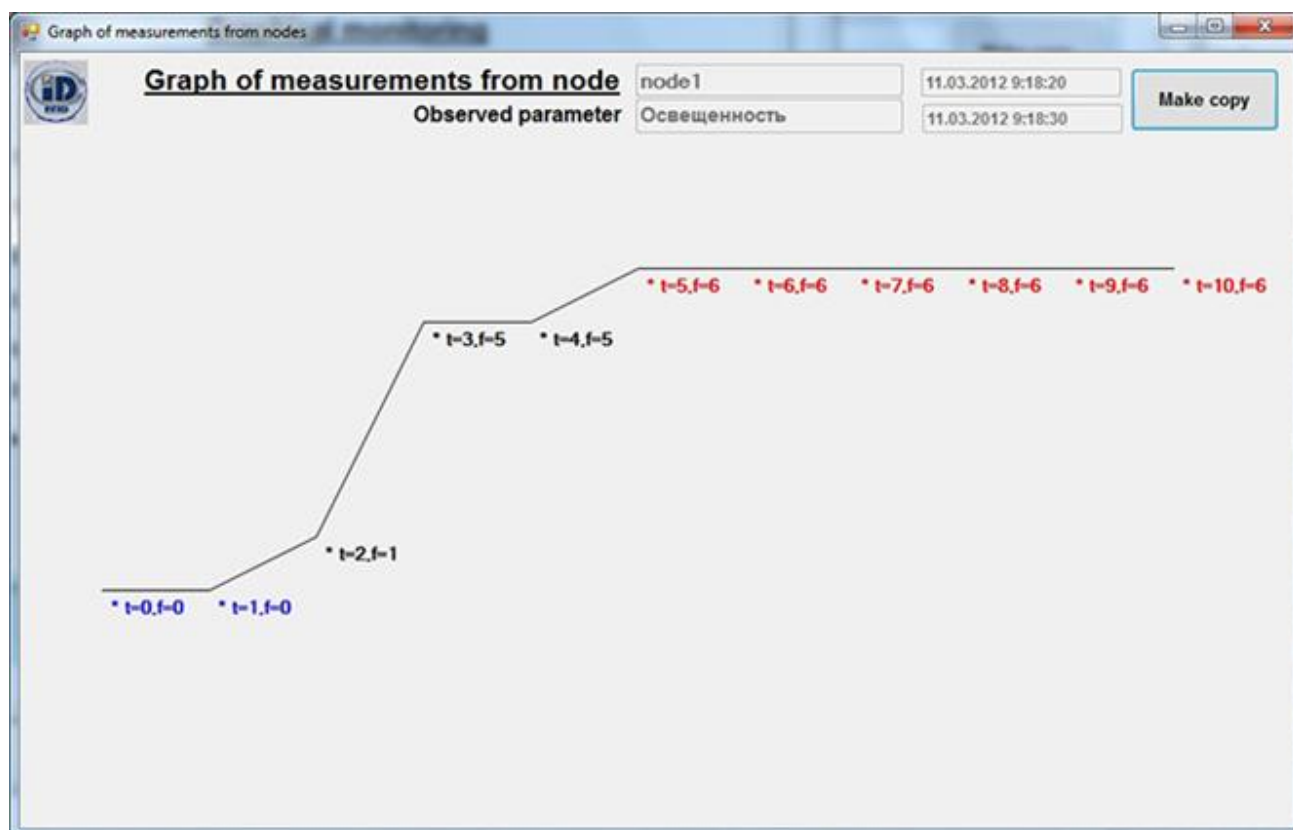 Graph of measurements from nodes
Graph of measurements from node node1 11.03.2012 9:18:20
Make copy
Observed parameter Освещенность 11.03.2012 9:18:30
* t=5,f=6 * t=6,f=6 * t=7,f=6 * t=8,f=6 * t=9,f=6 * t=10,f=6
* t=3,f=5 * t=4,f=5
* t=2,f=1
* t=0,f=0 * t=1,f=0